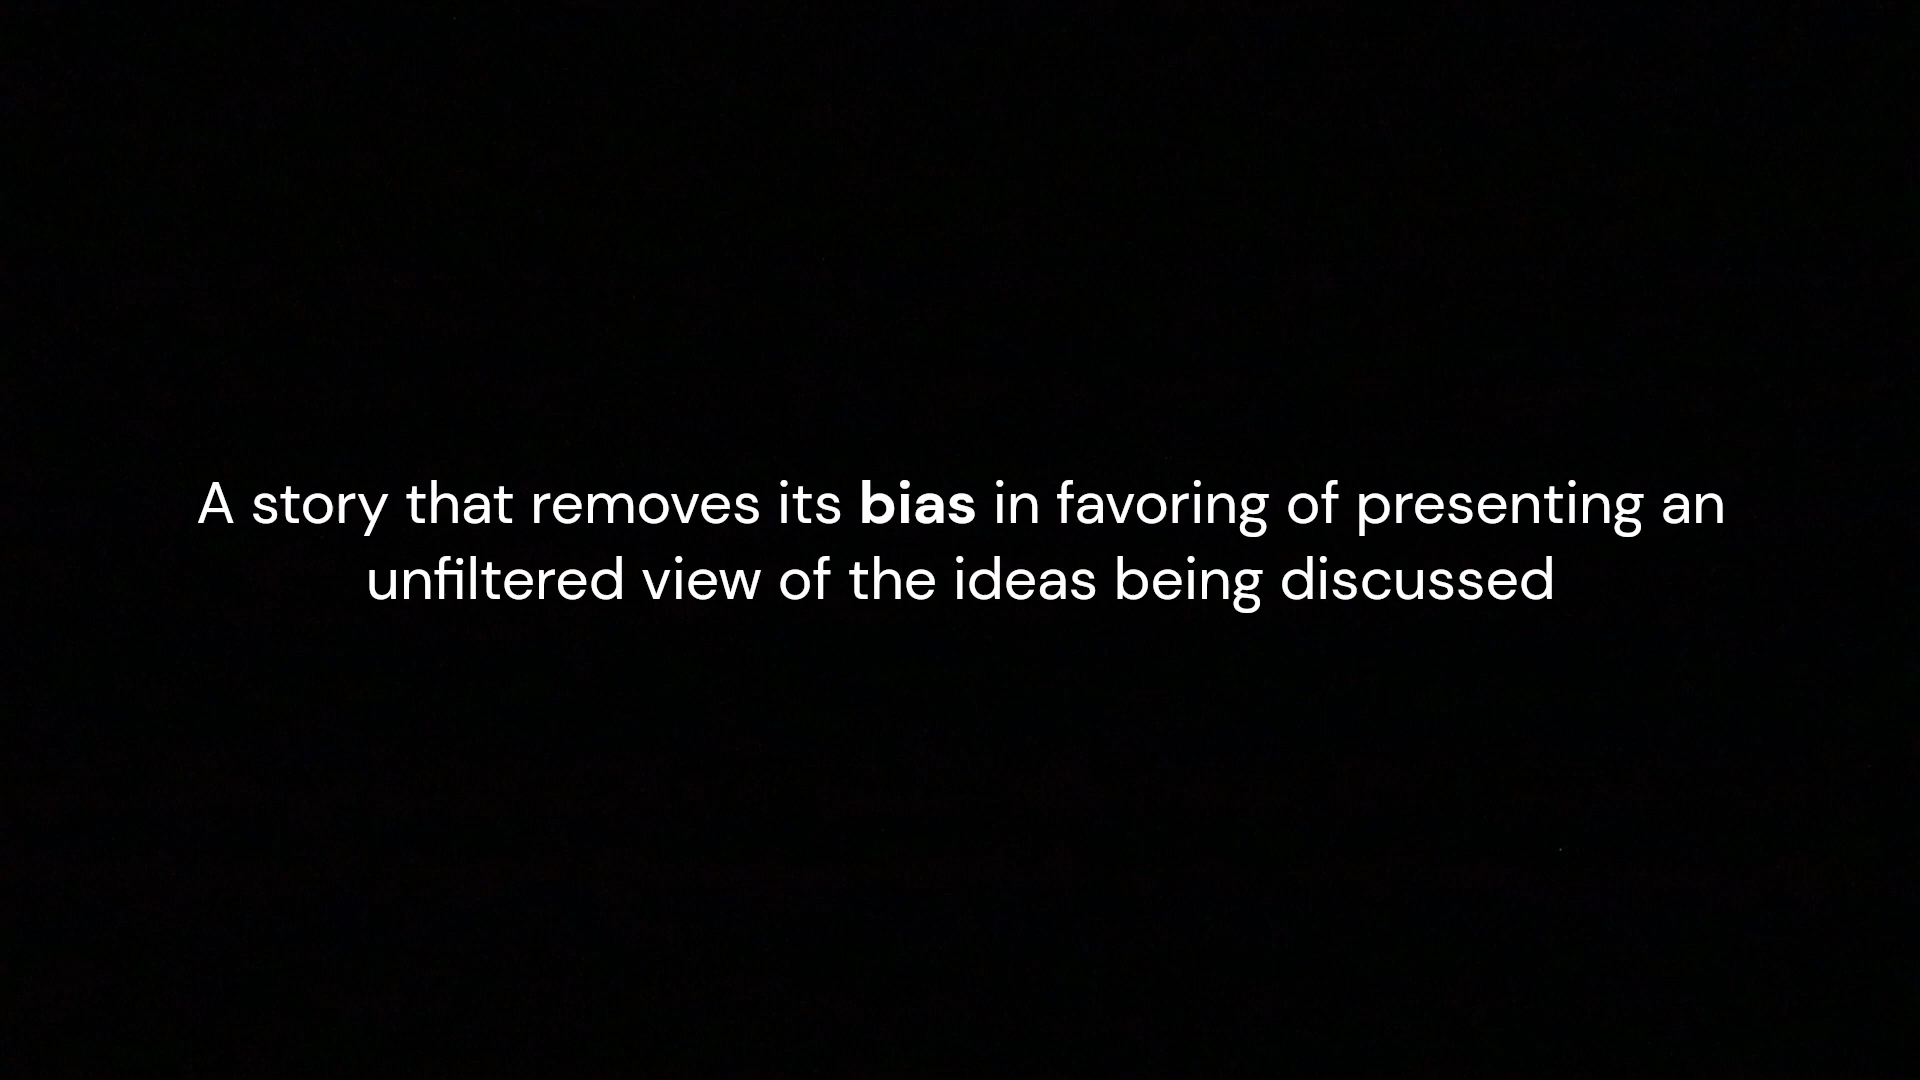 A story that removes its bias in favoring of presenting an
unfiltered view of the ideas being discussed